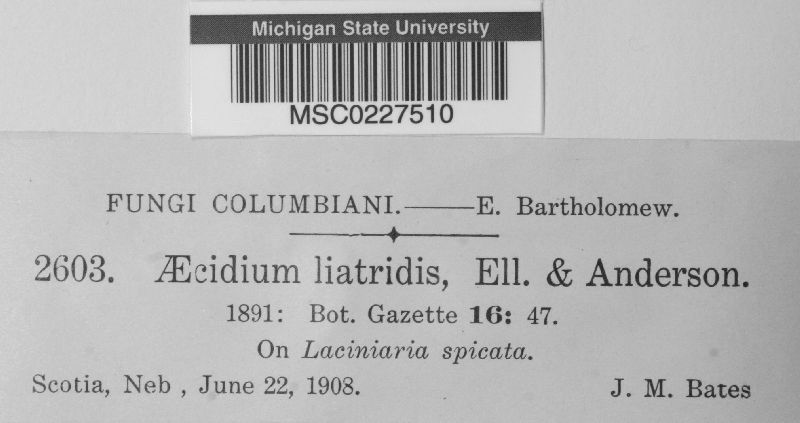 Michigan State University
MSC0227510
FUNGI COLUMBIANI.——E. Bartholomew.
2603. Æcidium liatridis, Ell. & Anderson.
1891: Bot. Gazette 16: 47.
On Laciniaria spicata.
Scotia, Neb , June 22, 1908. J. M. Bates